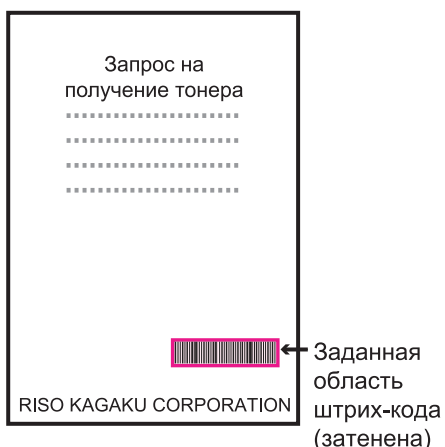 Запрос на
получение тонера
RISO KAGAKU CORPORATION
Заданная
область
штрих-кода
(затенена)